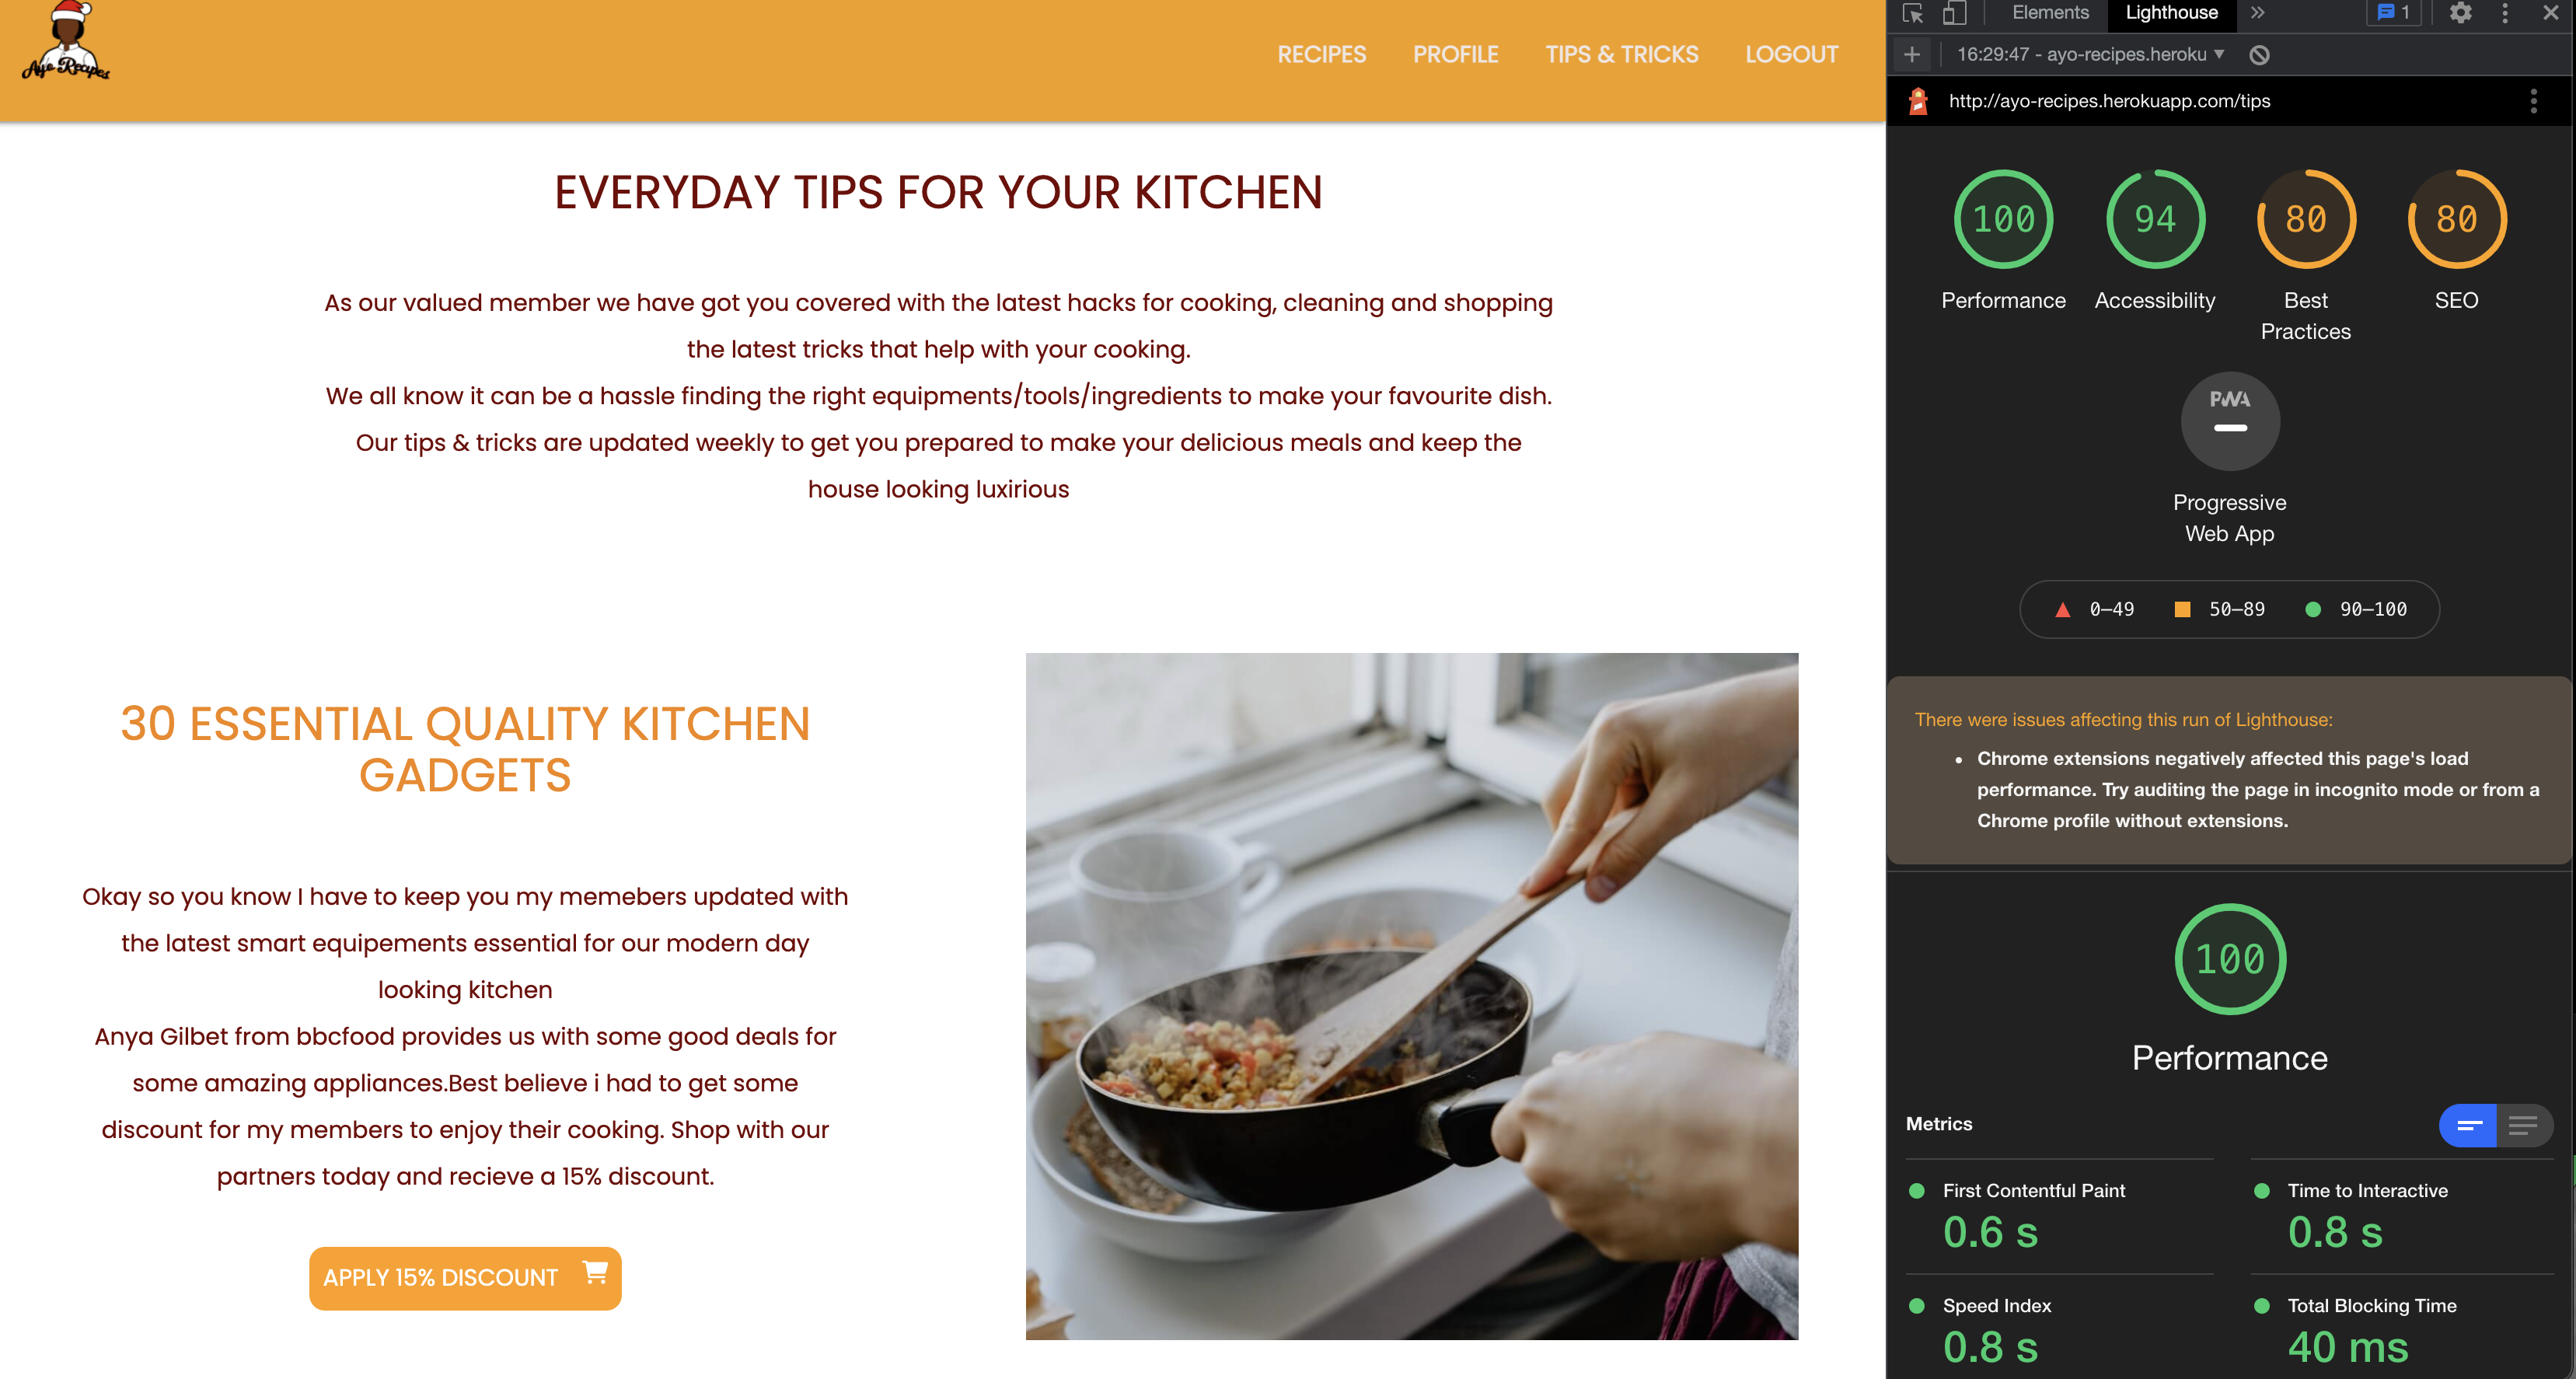 Ayo Recipes
RECIPES PROFILE TIPS & TRICKS LOGOUT
EVERYDAY TIPS FOR YOUR KITCHEN
As our valued member we have got you covered with the latest hacks for cooking, cleaning and shopping
the latest tricks that help with your cooking.
We all know it can be a hassle finding the right equipments/tools/ingredients to make your favourite dish.
Our tips & tricks are updated weekly to get you prepared to make your delicious meals and keep the
house looking luxirious
30 ESSENTIAL QUALITY KITCHEN
GADGETS
Okay so you know I have to keep you my memebers updated with
the latest smart equipements essential for our modern day
looking kitchen
Anya Gilbet from bbcfood provides us with some good deals for
some amazing appliances.Best believe i had to get some
discount for my members to enjoy their cooking. Shop with our
partners today and recieve a 15% discount.
APPLY 15% DISCOUNT
Elements Lighthouse 1
16:29:47 - ayo-recipes.heroku
http://ayo-recipes.herokuapp.com/tips
100 94 80 80
Performance Accessibility Best SEO
Practices
PWA
Progressive
Web App
0–49 50–89 90–100
There were issues affecting this run of Lighthouse:
Chrome extensions negatively affected this page's load
performance. Try auditing the page in incognito mode or from a
Chrome profile without extensions.
100
Performance
Metrics
First Contentful Paint Time to Interactive
0.6 s 0.8 s
Speed Index Total Blocking Time
0.8 s 40 ms